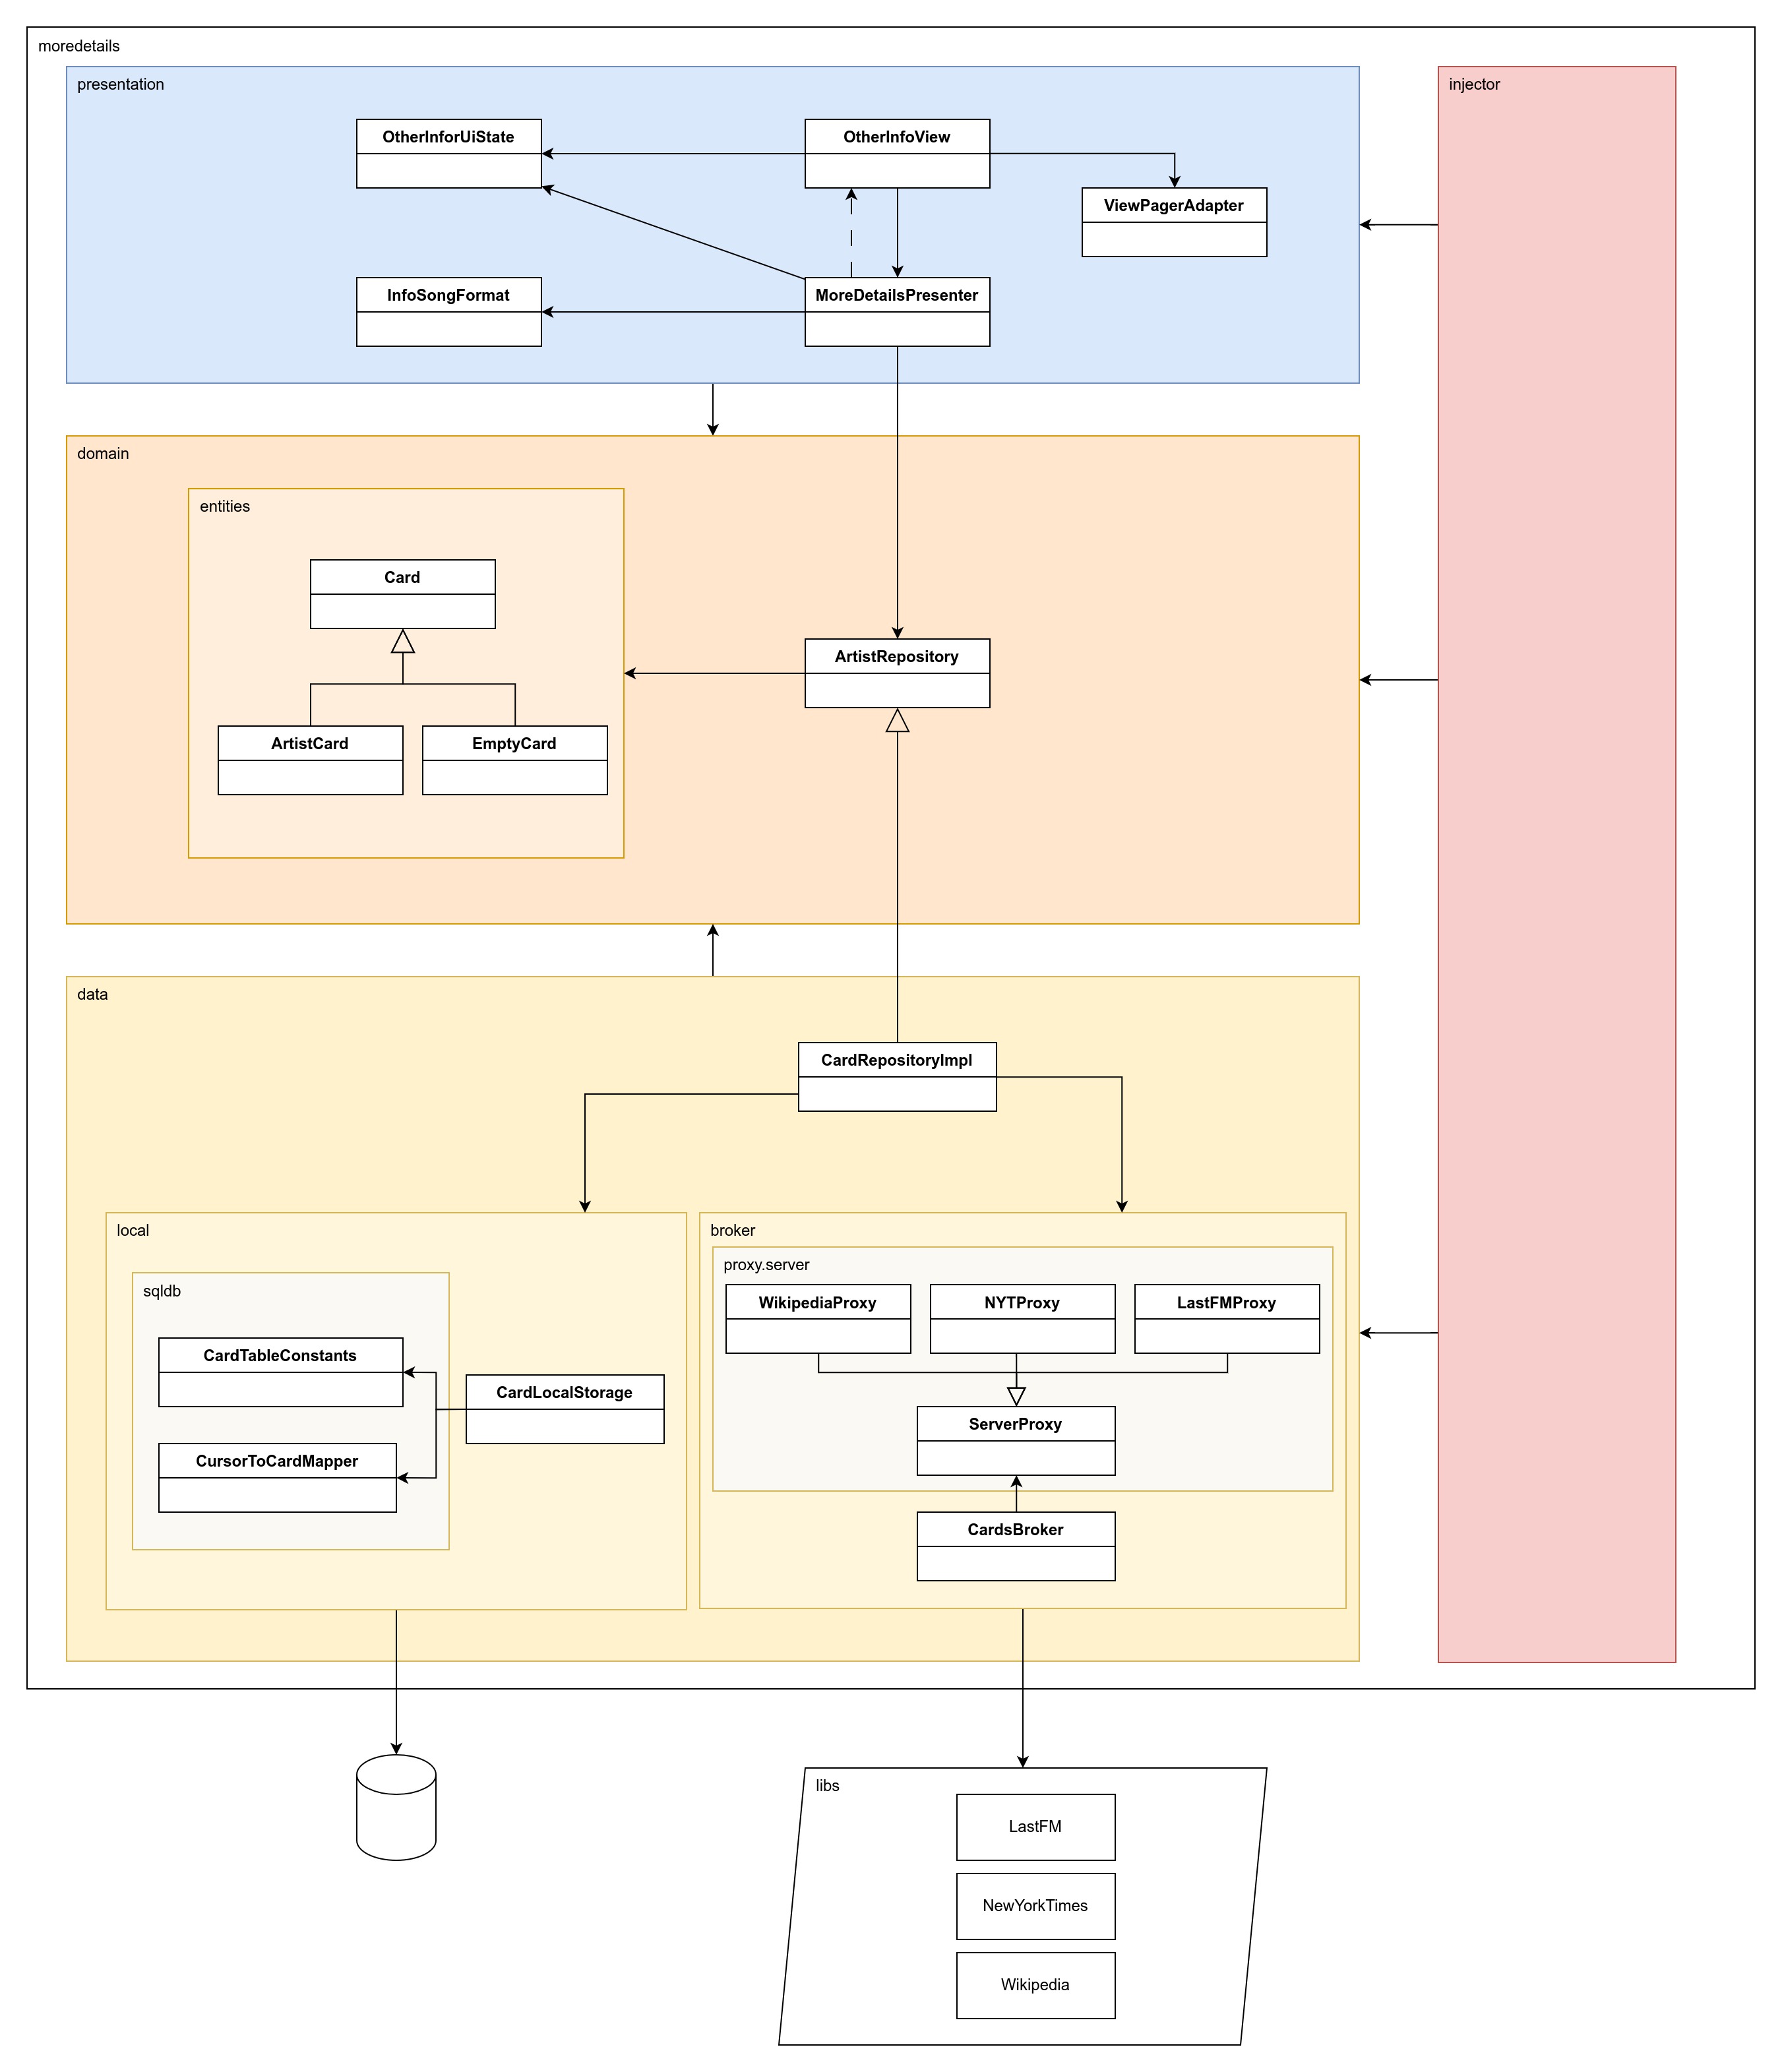 moredetails
presentation
injector
OtherInforUiState
OtherInfoView
ViewPagerAdapter
InfoSongFormat
MoreDetailsPresenter
domain
entities
Card
ArtistRepository
ArtistCard
EmptyCard
data
CardRepositoryImpl
local
broker
proxy.server
sqldb
WikipediaProxy
NYTProxy
LastFMProxy
CardTableConstants
CardLocalStorage
ServerProxy
CursorToCardMapper
CardsBroker
libs
LastFM
NewYorkTimes
Wikipedia